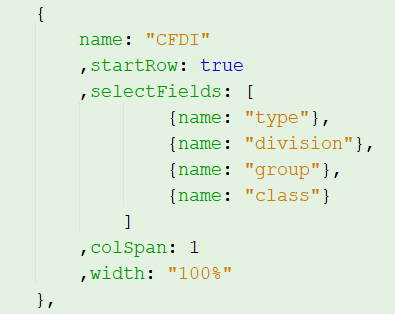 {
name: "CFDI"
,startRow: true
,selectFields: [
{name: "type"},
{name: "division"},
{name: "group"},
{name: "class"}
]
,colSpan: 1
,width: "100%"
},